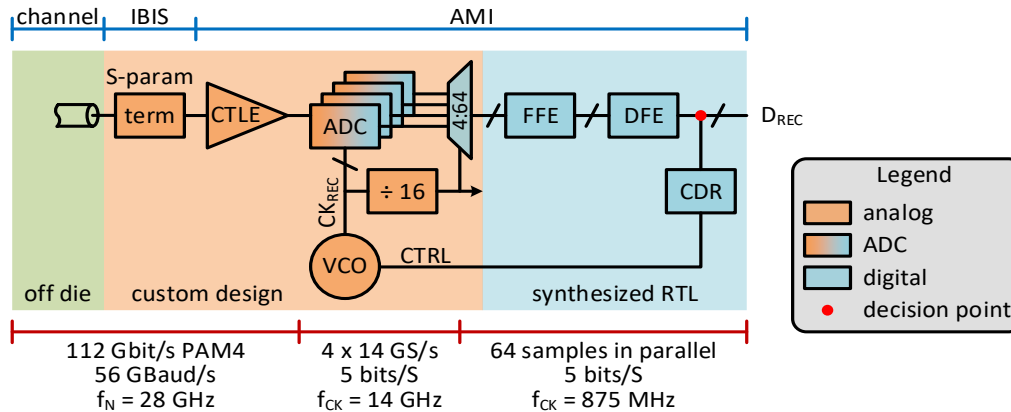 channel
IBIS
AMI
S-param
term
CTLE
ADC
4:64
FFE
DFE
D_REC
CK_REC
÷ 16
CDR
VCO
CTRL
off die
custom design
synthesized RTL
Legend
analog
ADC
digital
decision point
112 Gbit/s PAM4
56 GBaud/s
f_N = 28 GHz
4 x 14 GS/s
5 bits/S
f_CK = 14 GHz
64 samples in parallel
5 bits/S
f_CK = 875 MHz